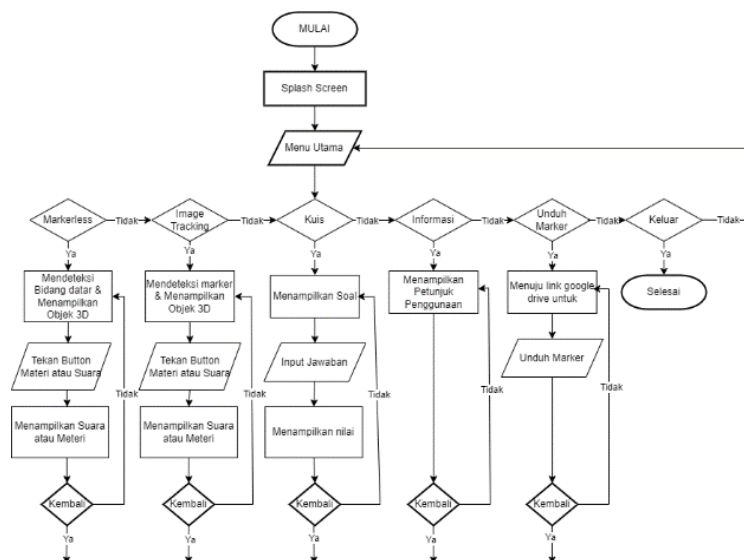 MULAI
Splash Screen
Menu Utama
Markerless
Tidak
Image
Tracking
Tidak
Kuis
Tidak
Informasi
Tidak
Unduh
Marker
Tidak
Keluar
Tidak
Ya
Ya
Ya
Ya
Ya
Ya
Mendeteksi
Bidang datar &
Menampilkan
Objek 3D
Mendeteksi marker
& Menampilkan
Objek 3D
Menampilkan Soal
Menampilkan
Petunjuk
Penggunaan
Menuju link google
drive untuk
Selesai
Tekan Button
Materi atau Suara
Tidak
Tekan Button
Materi atau Suara
Tidak
Input Jawaban
Tidak
Tidak
Unduh Marker
Tidak
Menampilkan Suara
atau Meteri
Menampilkan Suara
atau Meteri
Menampilkan nilai
Kembali
Kembali
Kembali
Kembali
Kembali
Ya
Ya
Ya
Ya
Ya